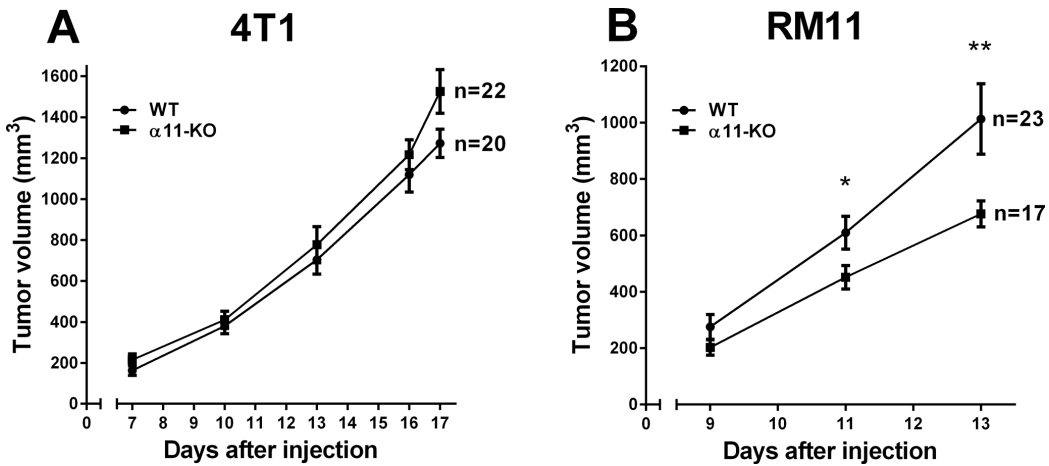 A
4T1
Tumor volume (mm³)
1600
1400
1200
1000
800
600
400
200
0
WT
α11-KO
n=22
n=20
0 7 8 9 10 11 12 13 14 15 16 17
Days after injection
B
RM11
Tumor volume (mm³)
1200
1000
800
600
400
200
0
WT
α11-KO
*
**
n=23
n=17
0 9 10 11 12 13
Days after injection